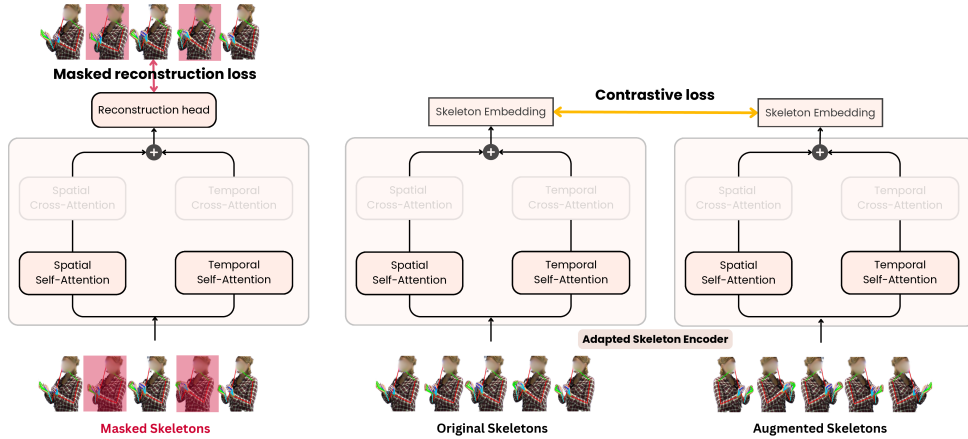 Masked reconstruction loss
Reconstruction head
Spatial
Cross-Attention
Temporal
Cross-Attention
Spatial
Self-Attention
Temporal
Self-Attention
Masked Skeletons
Contrastive loss
Skeleton Embedding
Skeleton Embedding
Spatial
Cross-Attention
Temporal
Cross-Attention
Spatial
Self-Attention
Temporal
Self-Attention
Spatial
Cross-Attention
Temporal
Cross-Attention
Spatial
Self-Attention
Temporal
Self-Attention
Adapted Skeleton Encoder
Original Skeletons
Augmented Skeletons